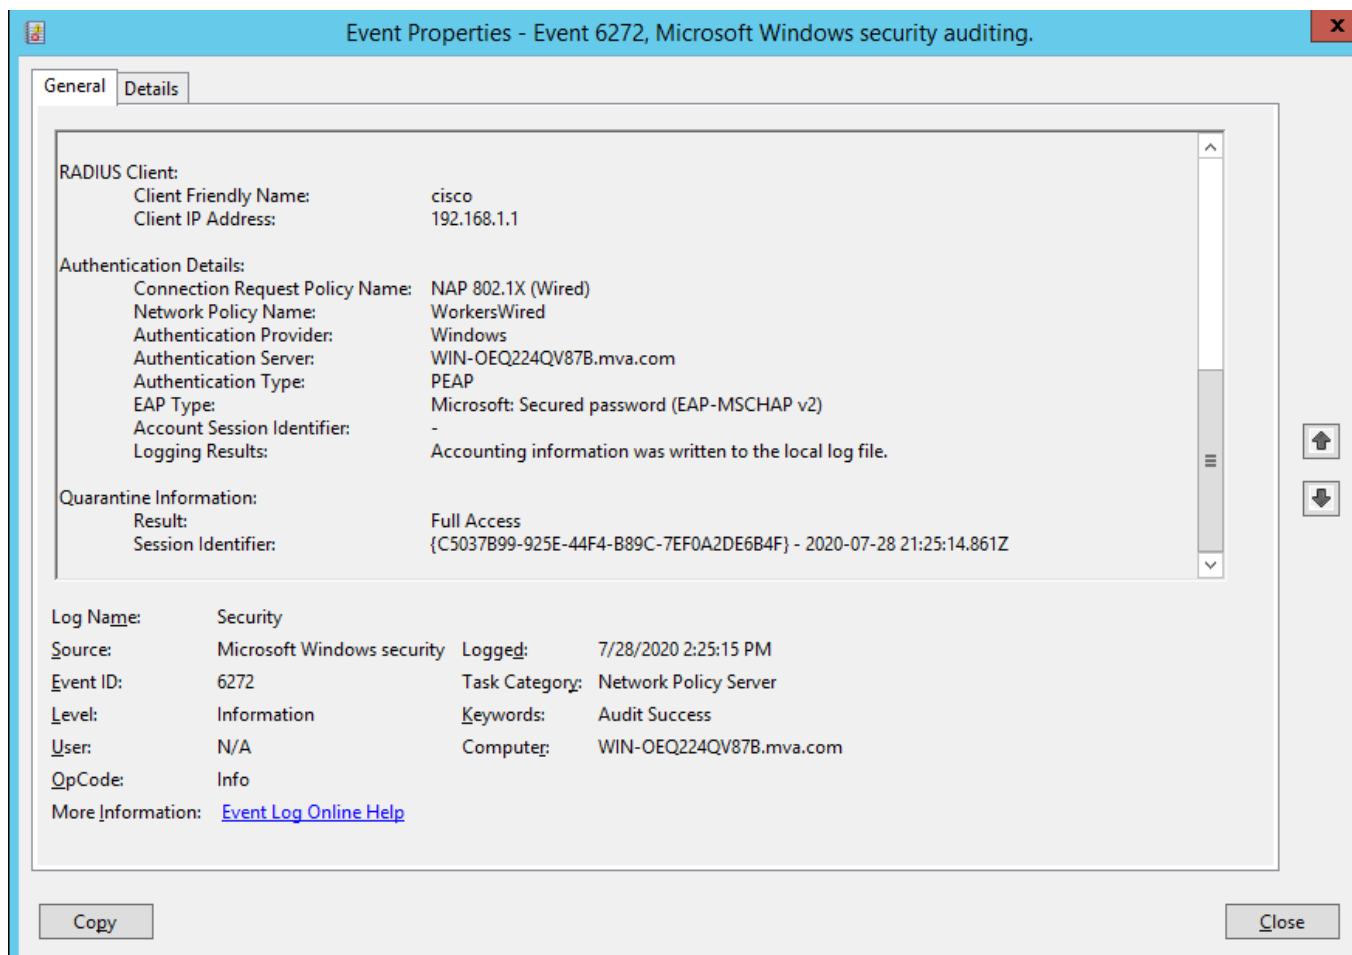 Event Properties - Event 6272, Microsoft Windows security auditing.
x
General Details
RADIUS Client:
Client Friendly Name: cisco
Client IP Address: 192.168.1.1
Authentication Details:
Connection Request Policy Name: NAP 802.1X (Wired)
Network Policy Name: WorkersWired
Authentication Provider: Windows
Authentication Server: WIN-OEQ224QV87B.mva.com
Authentication Type: PEAP
EAP Type: Microsoft: Secured password (EAP-MSCHAP v2)
Account Session Identifier: -
Logging Results: Accounting information was written to the local log file.
Quarantine Information:
Result: Full Access
Session Identifier: {C5037B99-925E-44F4-B89C-7EF0A2DE6B4F} - 2020-07-28 21:25:14.861Z
Log Name: Security
Source: Microsoft Windows security Logged: 7/28/2020 2:25:15 PM
Event ID: 6272 Task Category: Network Policy Server
Level: Information Keywords: Audit Success
User: N/A Computer: WIN-OEQ224QV87B.mva.com
OpCode: Info
More Information: Event Log Online Help
Copy Close